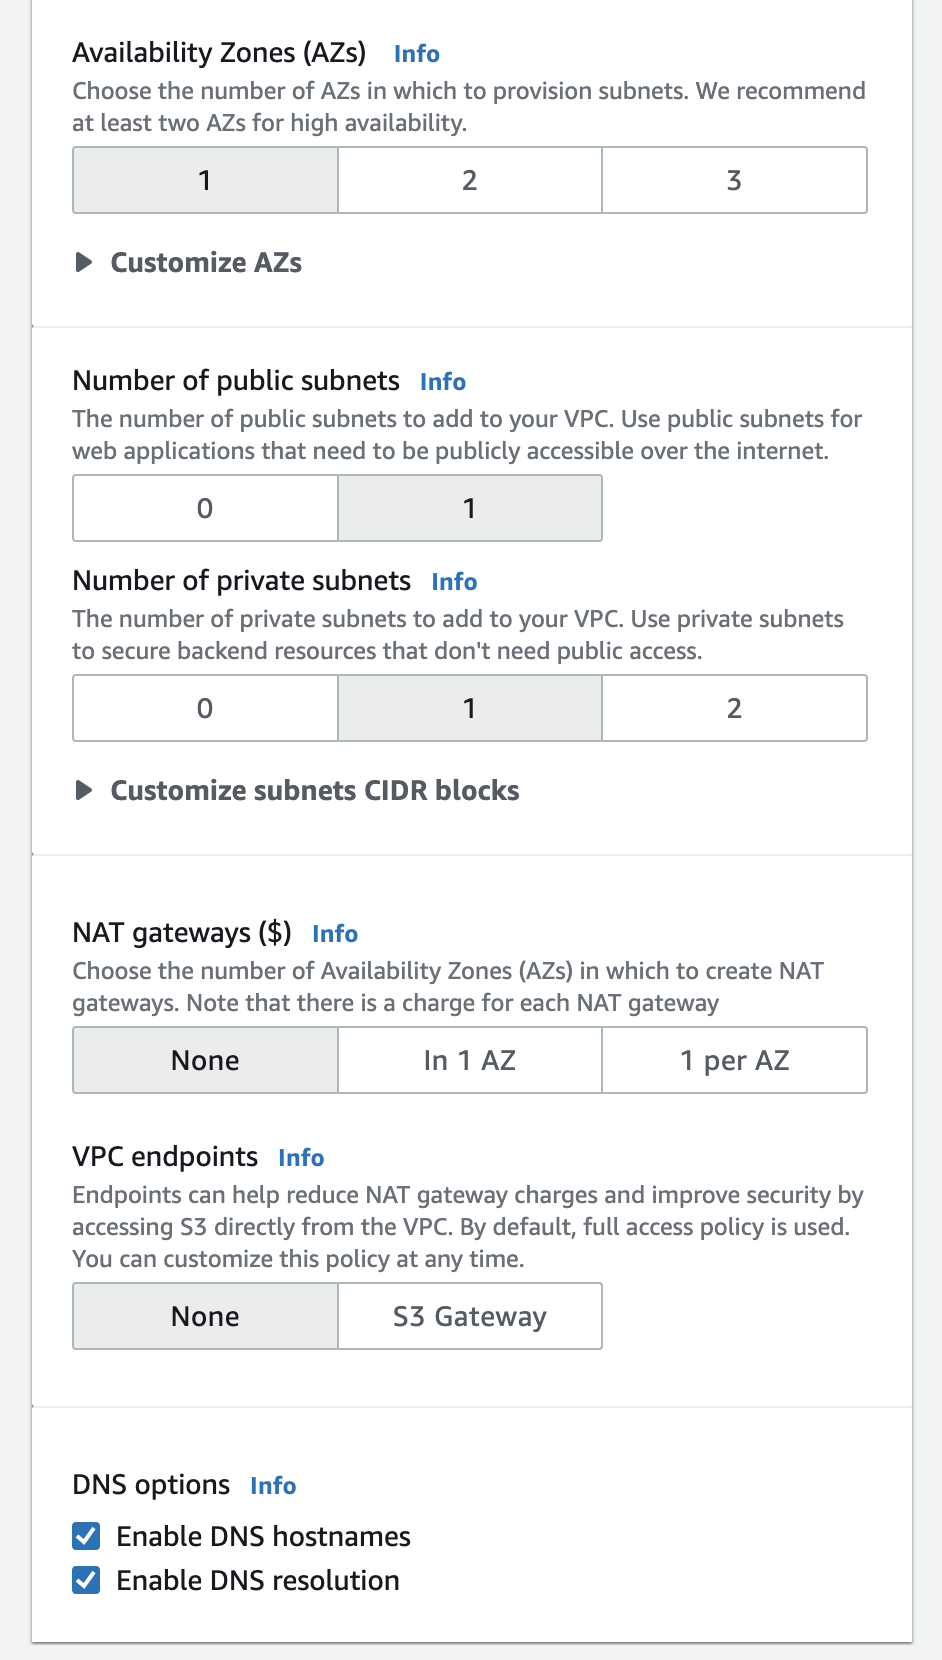 Availability Zones (AZs) Info
Choose the number of AZs in which to provision subnets. We recommend
at least two AZs for high availability.
1 2 3
Customize AZs
Number of public subnets Info
The number of public subnets to add to your VPC. Use public subnets for
web applications that need to be publicly accessible over the internet.
0 1
Number of private subnets Info
The number of private subnets to add to your VPC. Use private subnets
to secure backend resources that don't need public access.
0 1 2
Customize subnets CIDR blocks
NAT gateways ($) Info
Choose the number of Availability Zones (AZs) in which to create NAT
gateways. Note that there is a charge for each NAT gateway
None In 1 AZ 1 per AZ
VPC endpoints Info
Endpoints can help reduce NAT gateway charges and improve security by
accessing S3 directly from the VPC. By default, full access policy is used.
You can customize this policy at any time.
None S3 Gateway
DNS options Info
Enable DNS hostnames
Enable DNS resolution